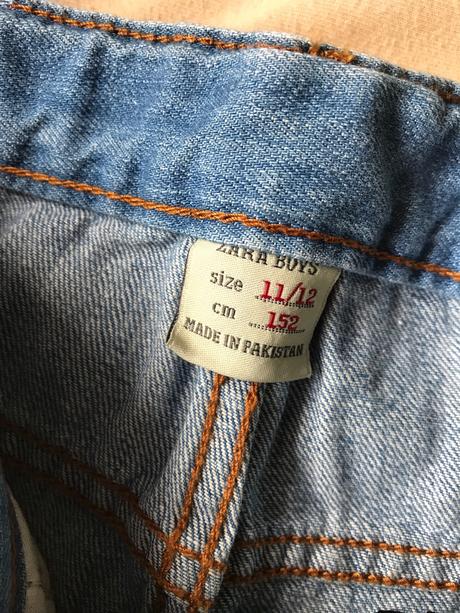 ZARA BOYS
size 11/12
cm 152
MADE IN PAKISTAN